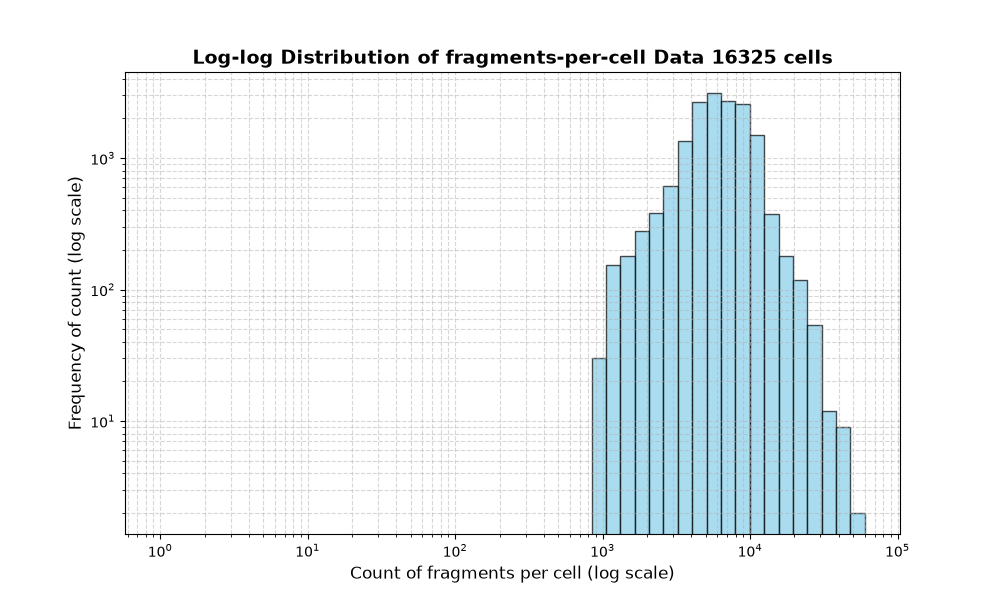 Log-log Distribution of fragments-per-cell Data 16325 cells
Frequency of count (log scale)
10³
10²
10¹
10⁰ 10¹ 10² 10³ 10⁴ 10⁵
Count of fragments per cell (log scale)